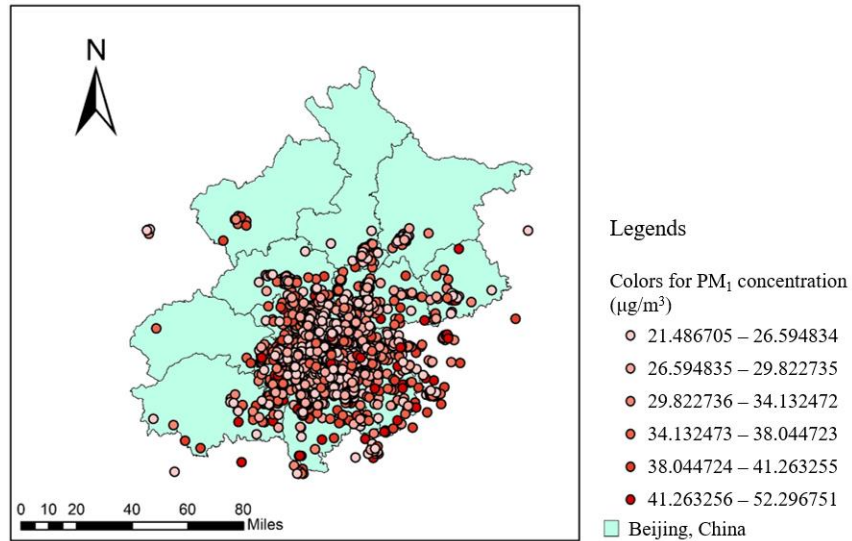 N
0 10 20 40 60 80
Miles
Legends
Colors for PM₁ concentration
(μg/m³)
21.486705 – 26.594834
26.594835 – 29.822735
29.822736 – 34.132472
34.132473 – 38.044723
38.044724 – 41.263255
41.263256 – 52.296751
Beijing, China